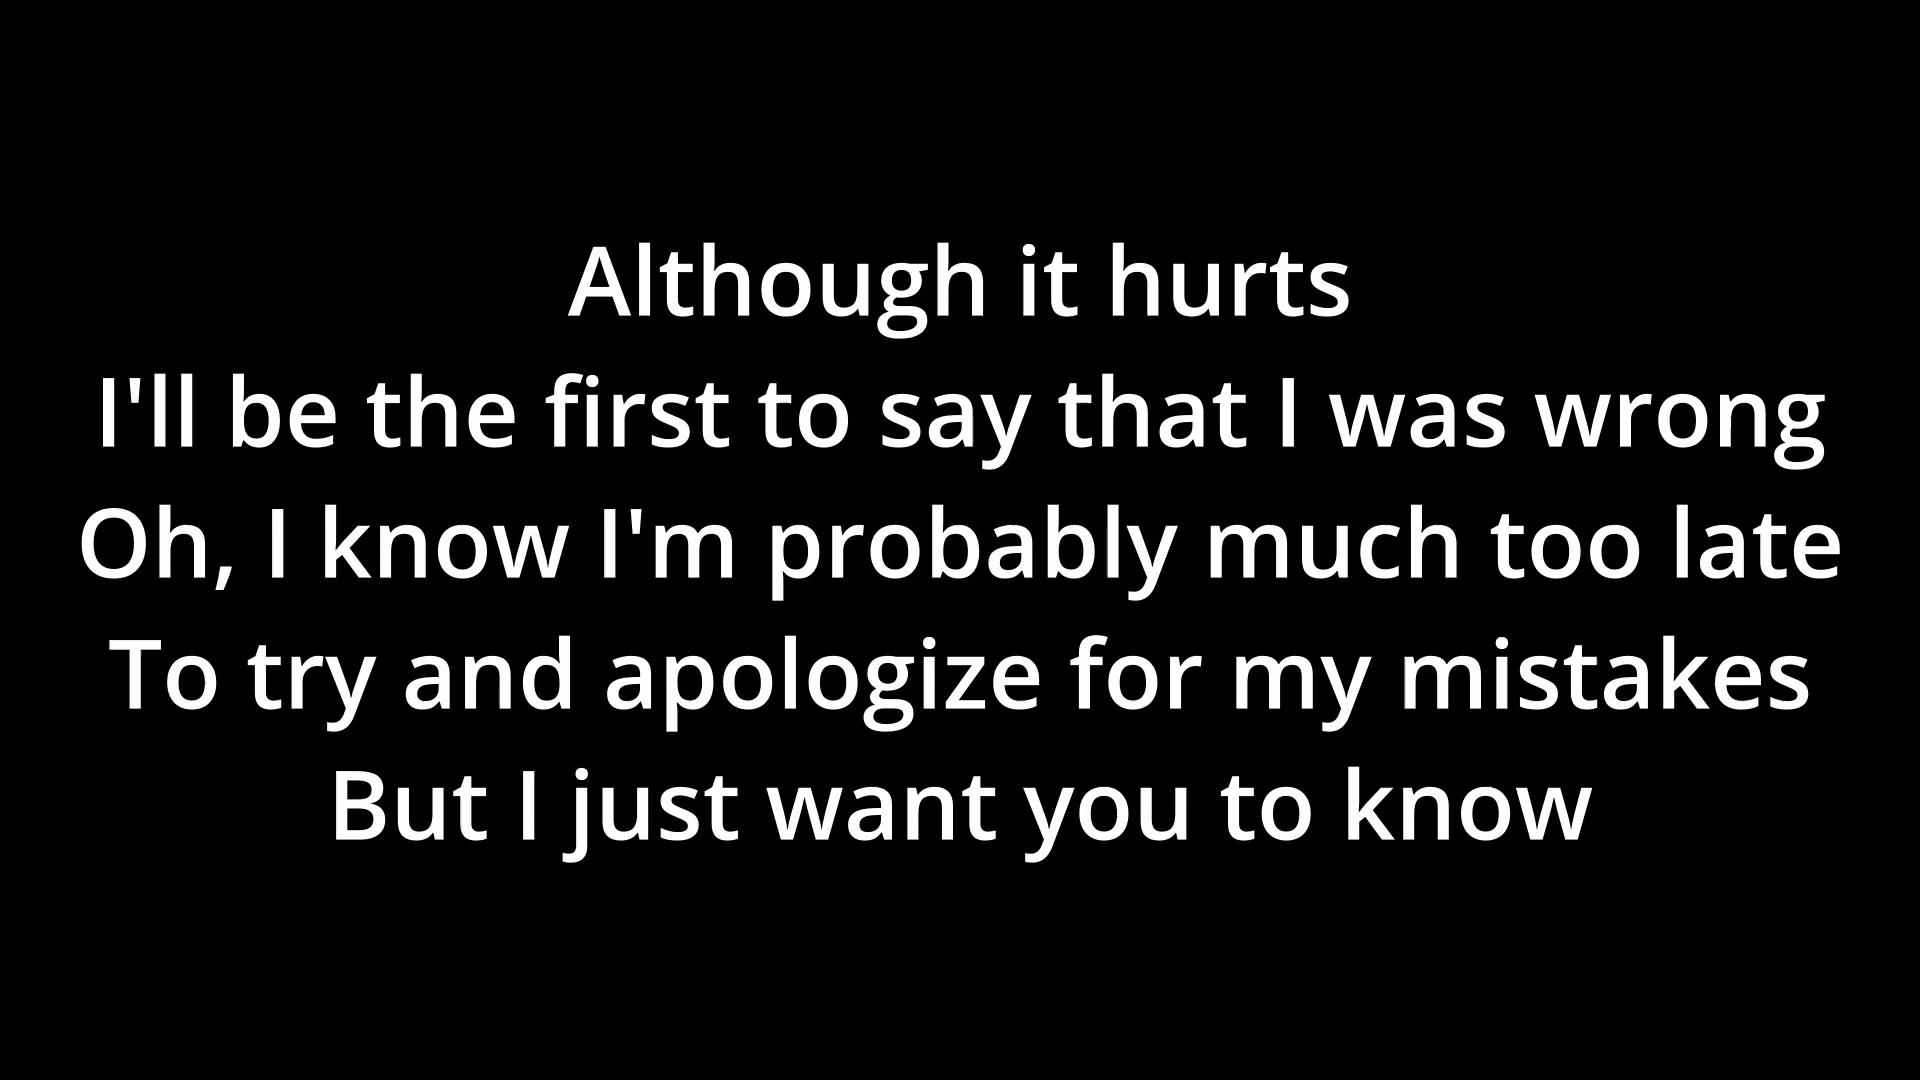 Although it hurts
I'll be the first to say that I was wrong
Oh, I know I'm probably much too late
To try and apologize for my mistakes
But I just want you to know